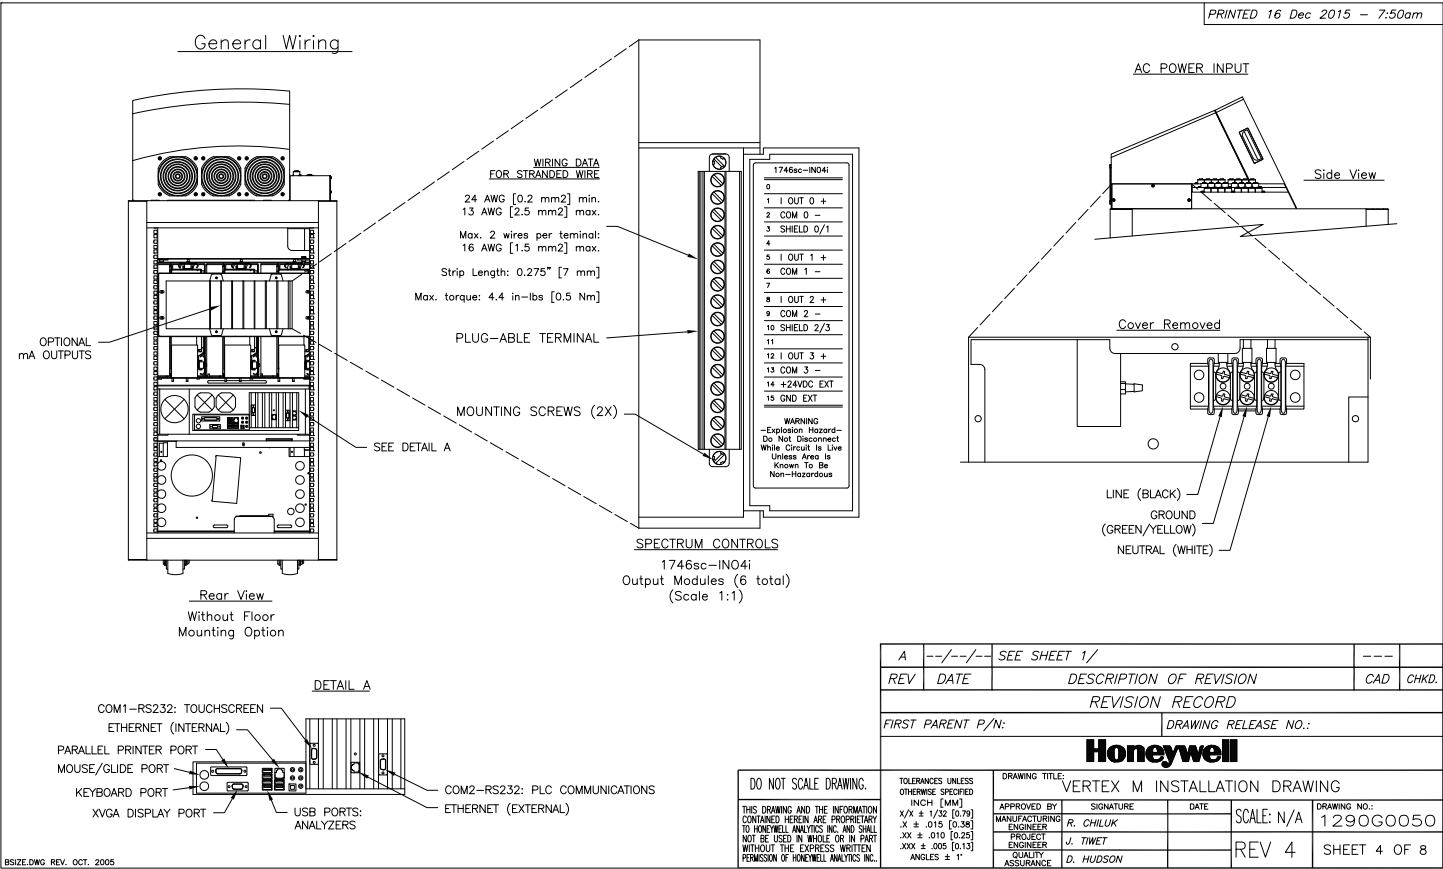 PRINTED 16 Dec 2015 - 7:50am
General Wiring
WIRING DATA
FOR STRANDED WIRE
24 AWG [0.2 mm2] min.
13 AWG [2.5 mm2] max.
Max. 2 wires per teminal:
16 AWG [1.5 mm2] max.
Strip Length: 0.275" [7 mm]
Max. torque: 4.4 in-lbs [0.5 Nm]
PLUG-ABLE TERMINAL
MOUNTING SCREWS (2X)
OPTIONAL
mA OUTPUTS
SEE DETAIL A
Rear View
Without Floor
Mounting Option
1746sc-INO4i
0
1 I OUT 0 +
2 COM 0 -
3 SHIELD 0/1
4
5 I OUT 1 +
6 COM 1 -
7
8 I OUT 2 +
9 COM 2 -
10 SHIELD 2/3
11
12 I OUT 3 +
13 COM 3 -
14 +24VDC EXT
15 GND EXT
WARNING
-Explosion Hazard-
Do Not Disconnect
While Circuit Is Live
Unless Area Is
Known To Be
Non-Hazardous
SPECTRUM CONTROLS
1746sc-INO4i
Output Modules (6 total)
(Scale 1:1)
AC POWER INPUT
Side View
Cover Removed
LINE (BLACK)
GROUND
(GREEN/YELLOW)
NEUTRAL (WHITE)
DETAIL A
COM1-RS232: TOUCHSCREEN
ETHERNET (INTERNAL)
PARALLEL PRINTER PORT
MOUSE/GLIDE PORT
KEYBOARD PORT
XVGA DISPLAY PORT
USB PORTS:
ANALYZERS
COM2-RS232: PLC COMMUNICATIONS
ETHERNET (EXTERNAL)
A --/--/-- SEE SHEET 1/ ---
REV DATE DESCRIPTION OF REVISION CAD CHKD.
REVISION RECORD
FIRST PARENT P/N: DRAWING RELEASE NO.:
Honeywell
DO NOT SCALE DRAWING.
THIS DRAWING AND THE INFORMATION
CONTAINED HEREIN ARE PROPRIETARY
TO HONEYWELL ANALYTICS INC. AND SHALL
NOT BE USED IN WHOLE OR IN PART
WITHOUT THE EXPRESS WRITTEN
PERMISSION OF HONEYWELL ANALYTICS INC..
TOLERANCES UNLESS
OTHERWISE SPECIFIED
INCH [MM]
X/X ± 1/32 [0.79]
.X ± .015 [0.38]
.XX ± .010 [0.25]
.XXX ± .005 [0.13]
ANGLES ± 1°
DRAWING TITLE: VERTEX M INSTALLATION DRAWING
APPROVED BY SIGNATURE DATE
MANUFACTURING ENGINEER R. CHILUK
PROJECT ENGINEER J. TIWET
QUALITY ASSURANCE D. HUDSON
SCALE: N/A
DRAWING NO.:
1290G0050
REV 4
SHEET 4 OF 8
BSIZE.DWG REV. OCT. 2005